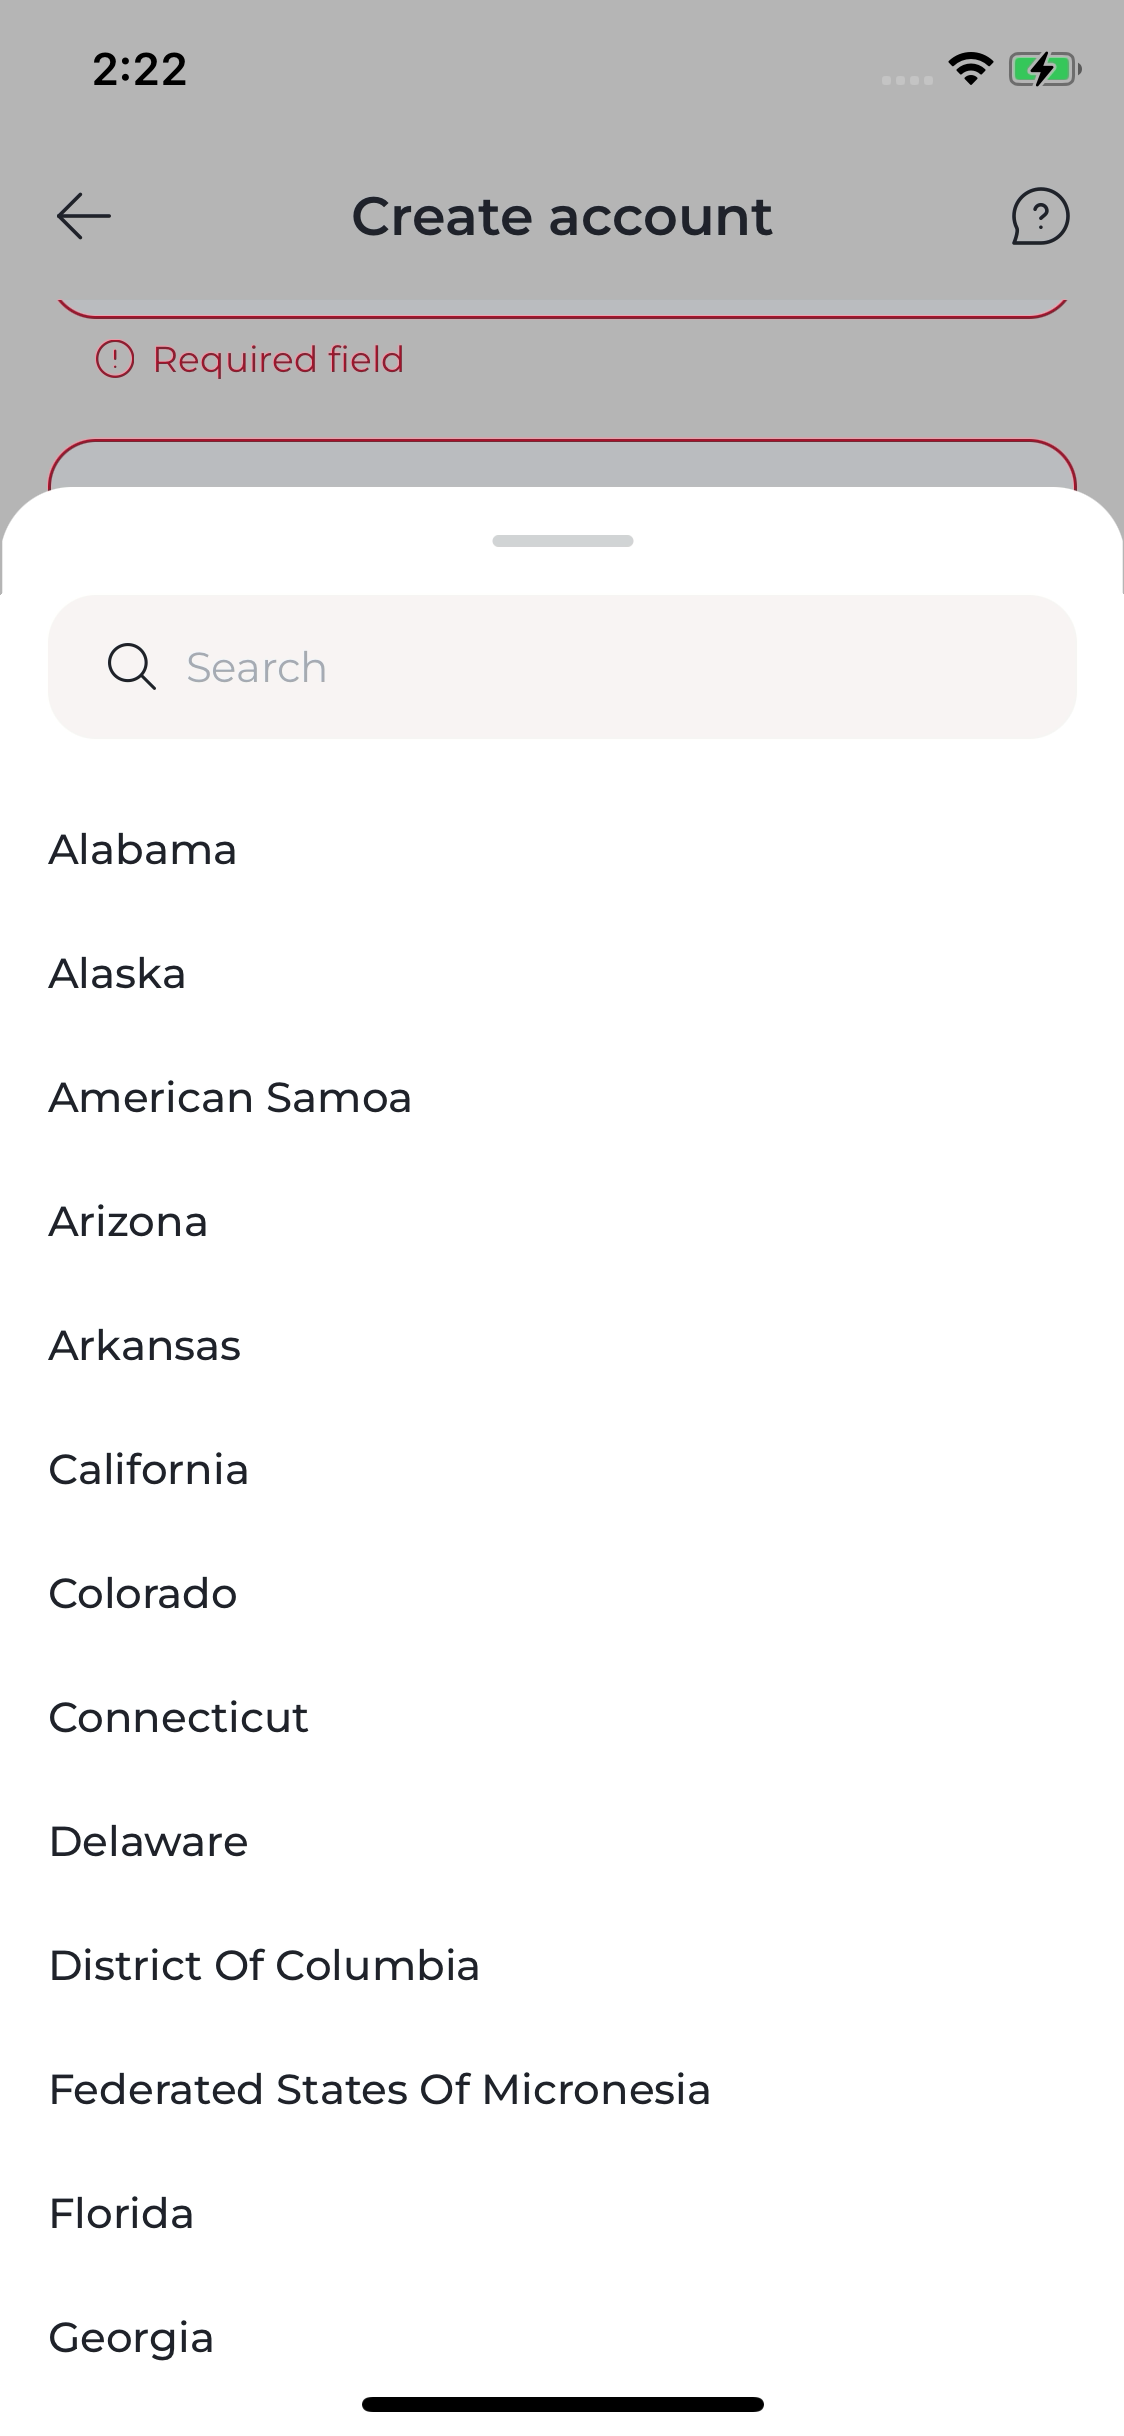 2:22
Create account
Required field
Search
Alabama
Alaska
American Samoa
Arizona
Arkansas
California
Colorado
Connecticut
Delaware
District Of Columbia
Federated States Of Micronesia
Florida
Georgia